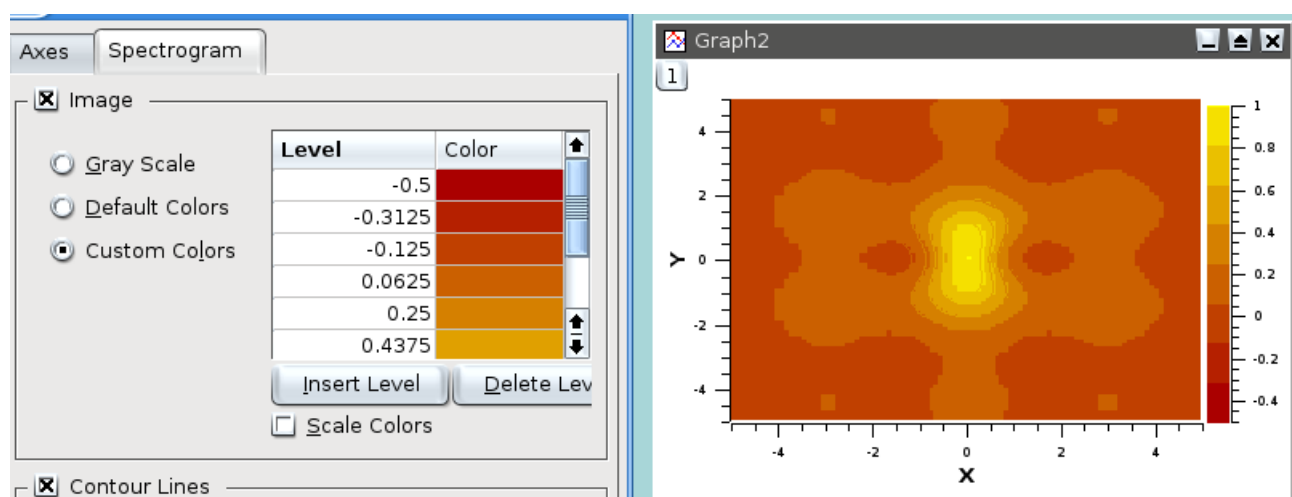 Axes Spectrogram
Image
Gray Scale
Default Colors
Custom Colors
Level Color
-0.5
-0.3125
-0.125
0.0625
0.25
0.4375
Insert Level Delete Lev
Scale Colors
Contour Lines
Graph2
1
4
2
0
-2
-4
Y
-4 -2 0 2 4
X
1
0.8
0.6
0.4
0.2
0
-0.2
-0.4